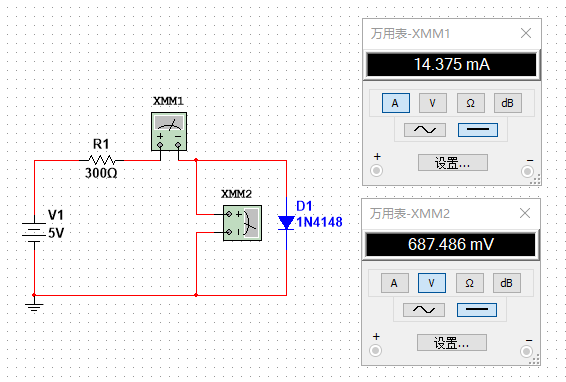 万用表-XMM1
14.375 mA
A V Ω dB
+ 设置... −
XMM1
+ −
R1
300Ω
V1
5V
XMM2
+
−
D1
1N4148
万用表-XMM2
687.486 mV
A V Ω dB
+ 设置... −